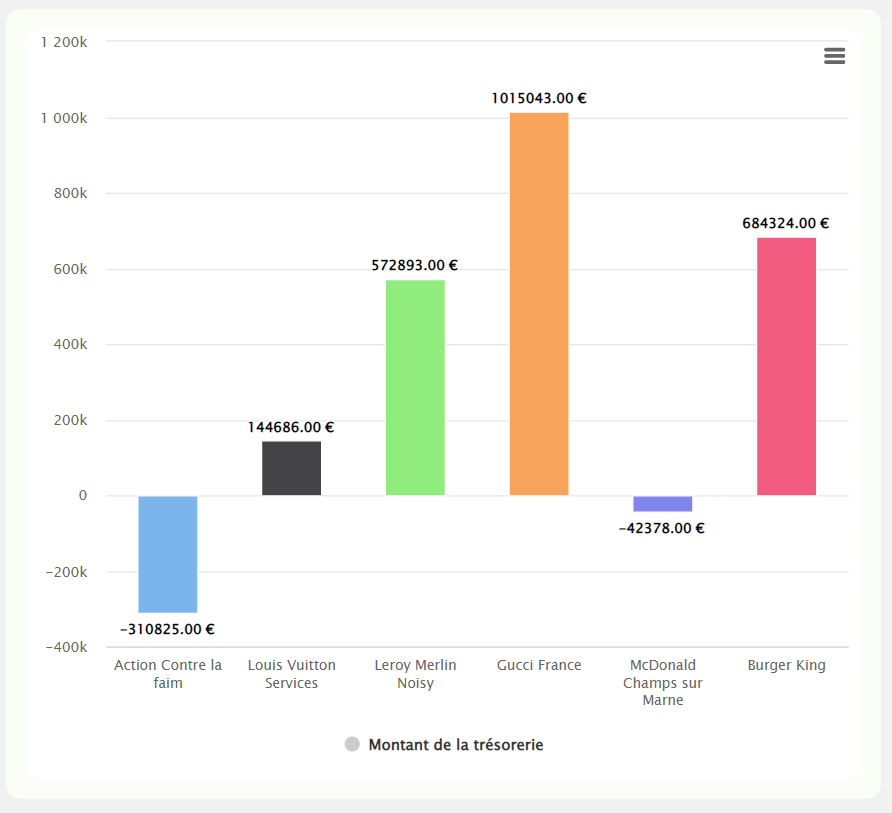 1 200k
1 000k
800k
600k
400k
200k
0
−200k
−400k
1015043.00 €
684324.00 €
572893.00 €
144686.00 €
−42378.00 €
−310825.00 €
Action Contre la
faim
Louis Vuitton
Services
Leroy Merlin
Noisy
Gucci France
McDonald
Champs sur
Marne
Burger King
Montant de la trésorerie